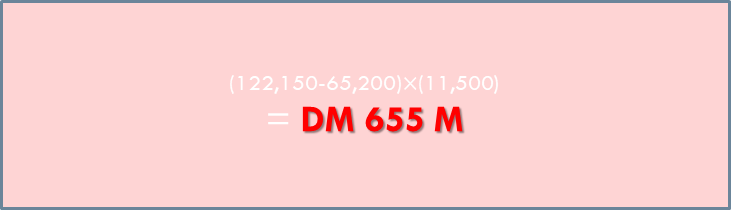 (122,150-65,200)×(11,500)
= DM 655 M